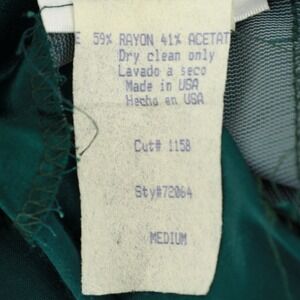 E 59% RAYON 41% ACETAT
Dry clean only
Lavado a seco
Made in USA
Hecho en USA
Cut# 1158
Sty#72064
MEDIUM